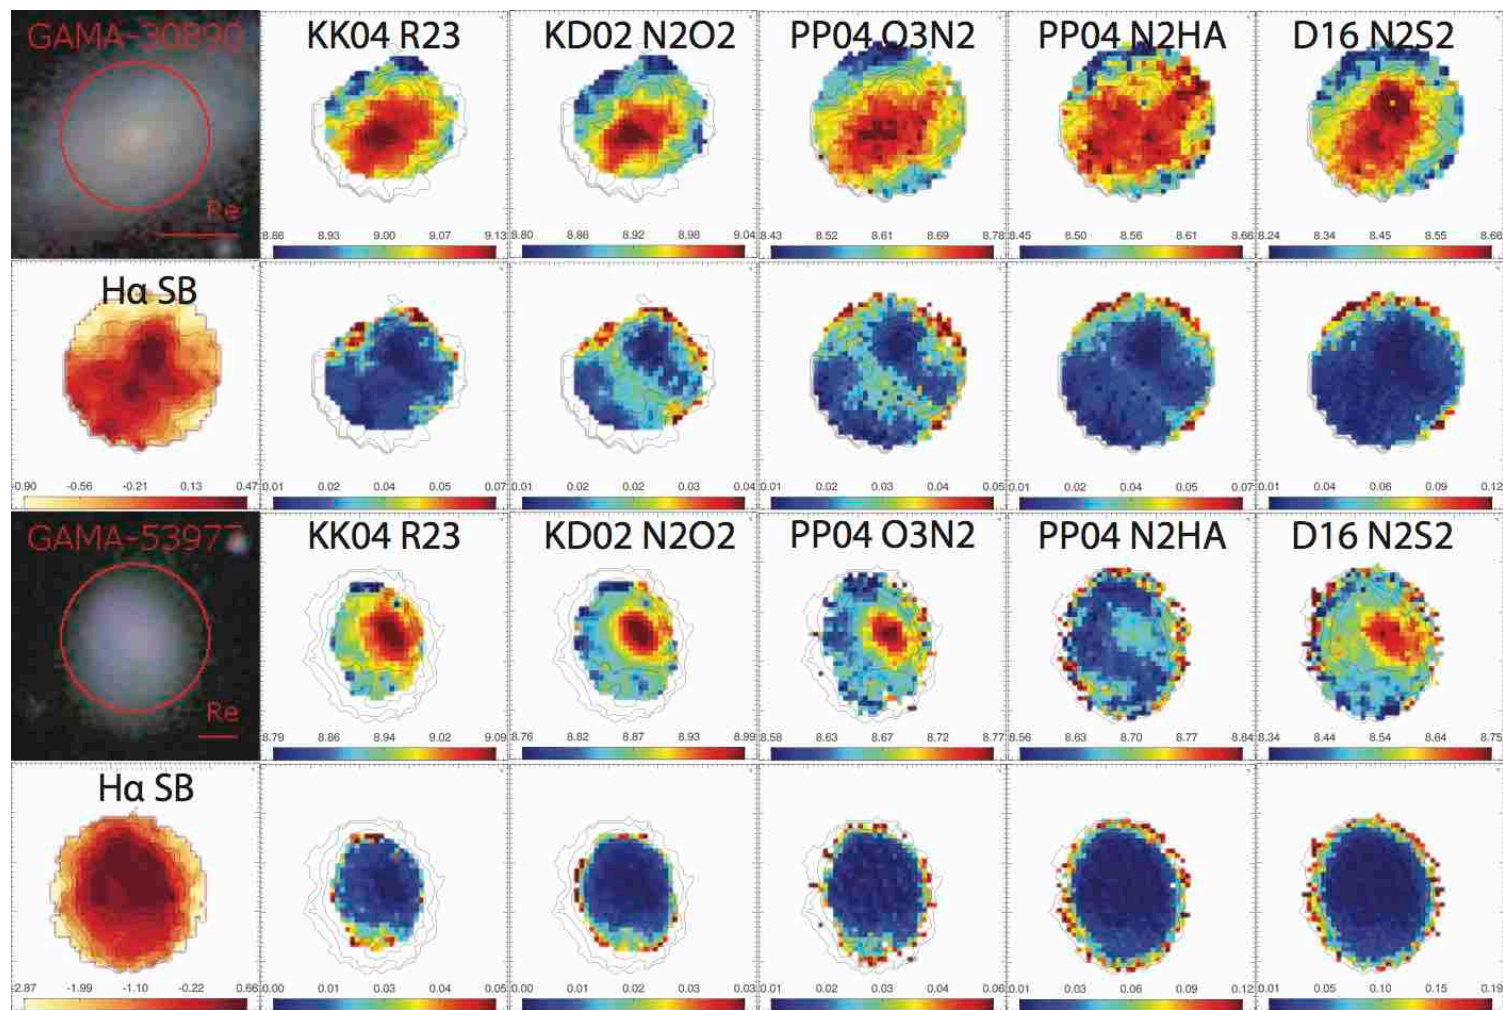 GAMA-30890 KK04 R23 KD02 N2O2 PP04 O3N2 PP04 N2HA D16 N2S2
Re
8.86 8.93 9.00 9.07 9.13 8.80 8.86 8.92 8.98 9.04 8.43 8.52 8.61 8.69 8.78 8.45 8.50 8.56 8.61 8.66 8.24 8.34 8.45 8.55 8.66
Hα SB
-0.90 -0.56 -0.21 0.13 0.47 0.01 0.02 0.04 0.05 0.07 0.01 0.02 0.02 0.03 0.04 0.01 0.02 0.03 0.04 0.05 0.01 0.02 0.04 0.05 0.07 0.01 0.04 0.06 0.09 0.12
GAMA-53977 KK04 R23 KD02 N2O2 PP04 O3N2 PP04 N2HA D16 N2S2
Re
8.79 8.86 8.94 9.02 9.09 8.76 8.82 8.87 8.93 8.99 8.58 8.63 8.67 8.72 8.77 8.56 8.63 8.70 8.77 8.84 8.34 8.44 8.54 8.64 8.75
Hα SB
-2.87 -1.99 -1.10 -0.22 0.66 0.00 0.01 0.03 0.04 0.05 0.00 0.01 0.02 0.03 0.03 0.01 0.02 0.03 0.04 0.06 0.01 0.03 0.06 0.09 0.12 0.01 0.05 0.10 0.15 0.19